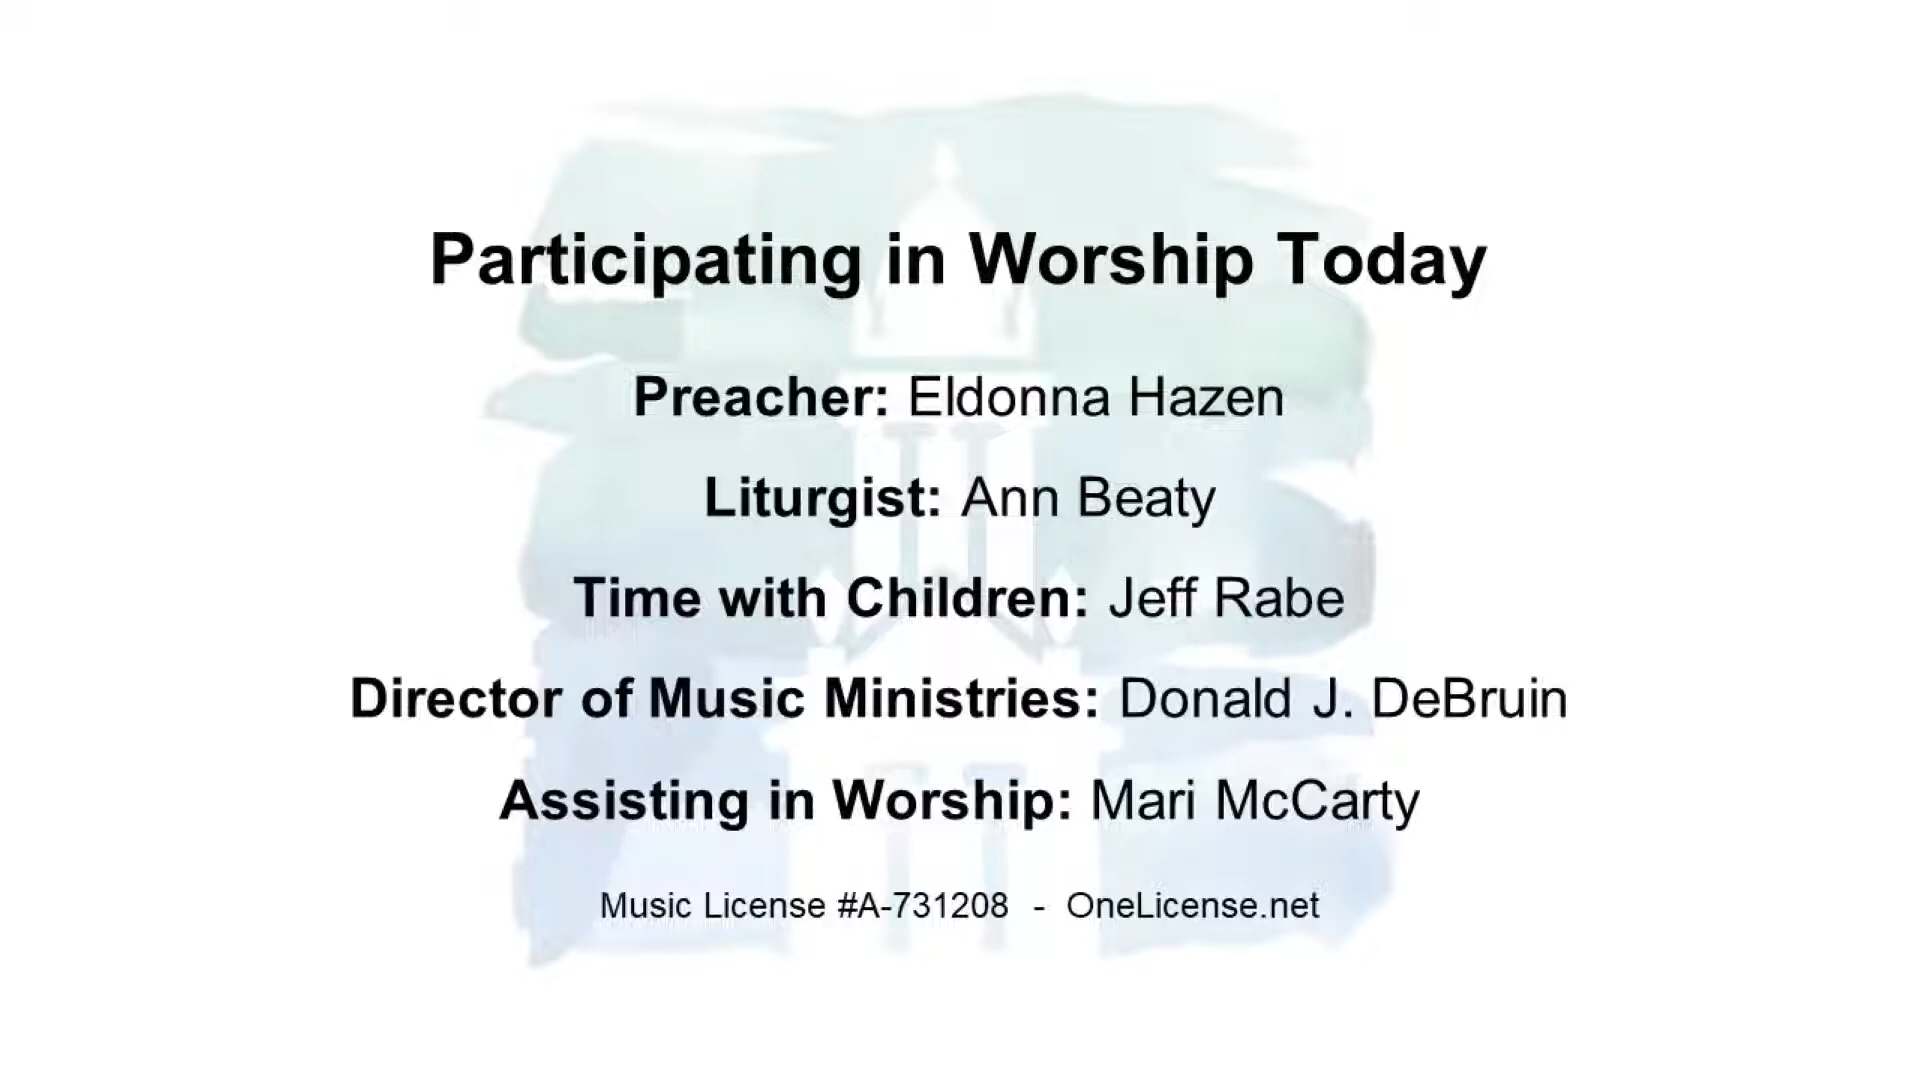 Participating in Worship Today
Preacher: Eldonna Hazen
Liturgist: Ann Beaty
Time with Children: Jeff Rabe
Director of Music Ministries: Donald J. DeBruin
Assisting in Worship: Mari McCarty
Music License #A-731208 - OneLicense.net